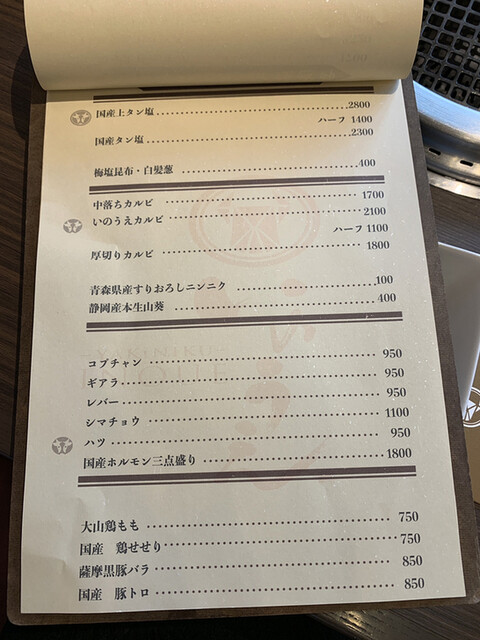 国産上タン塩 2800
ハーフ 1400
国産タン塩 2300
梅塩昆布・白髪葱 400
中落ちカルビ 1700
いのうえカルビ 2100
ハーフ 1100
厚切りカルビ 1800
青森県産すりおろしニンニク 100
静岡産本生山葵 400
コブチャン 950
ギアラ 950
レバー 950
シマチョウ 1100
ハツ 950
国産ホルモン三点盛り 1800
大山鶏もも 750
国産 鶏せせり 750
薩摩黒豚バラ 850
国産 豚トロ 850